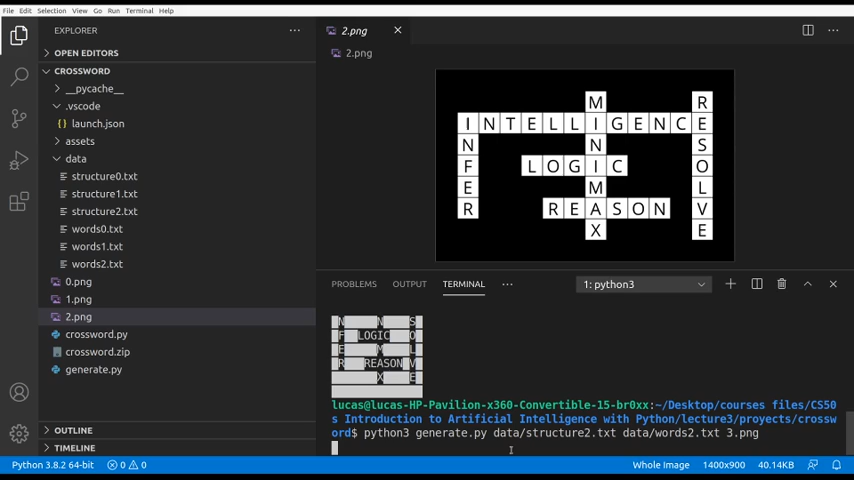 File Edit Selection View Go Run Terminal Help
EXPLORER
2.png
OPEN EDITORS
2.png
CROSSWORD
__pycache__
.vscode
launch.json
assets
data
structure0.txt
structure1.txt
structure2.txt
words0.txt
words1.txt
words2.txt
0.png
1.png
2.png
crossword.py
crossword.zip
generate.py
OUTLINE
TIMELINE
M R
INTELLIGENCE
N N S
F LOGIC O
E M L
R REASON V
X E
PROBLEMS OUTPUT TERMINAL 1: python3
N N S
F LOGIC O
E M L
R REASON V
X E
lucas@lucas-HP-Pavilion-x360-Convertible-15-br0xx:~/Desktop/courses files/CS50
s Introduction to Artificial Intelligence with Python/lecture3/proyects/crossw
ord$ python3 generate.py data/structure2.txt data/words2.txt 3.png
Python 3.8.2 64-bit 0 0 Whole Image 1400x900 40.14KB